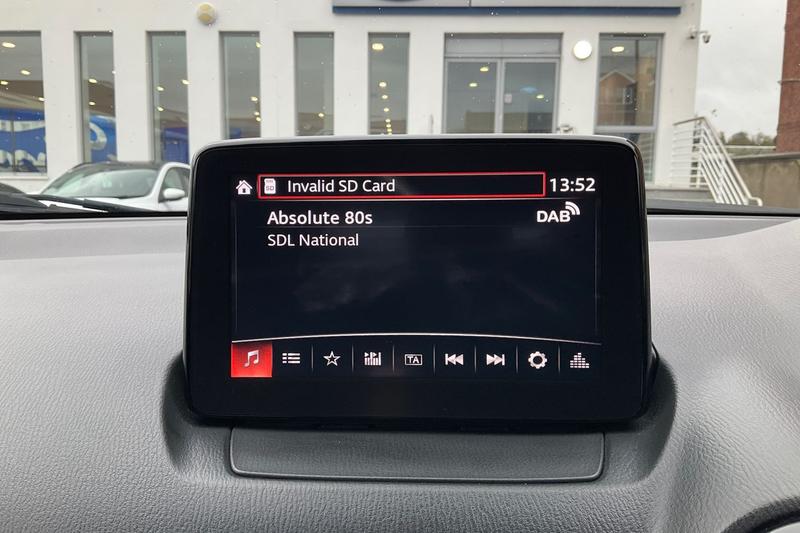 SD Invalid SD Card 13:52
Absolute 80s DAB
SDL National
TA